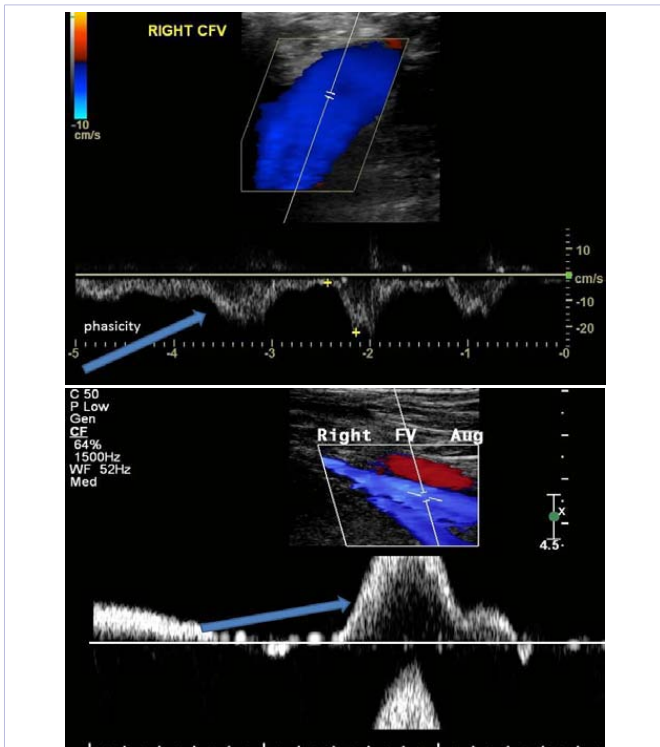 RIGHT CFV
-10
cm/s
10
cm/s
-10
-20
phasicity
-5 -4 -3 -2 -1 -0
C 50
P Low
Gen
CF
64%
1500Hz
WF 52Hz
Med
Right FV Aug
x
4.5